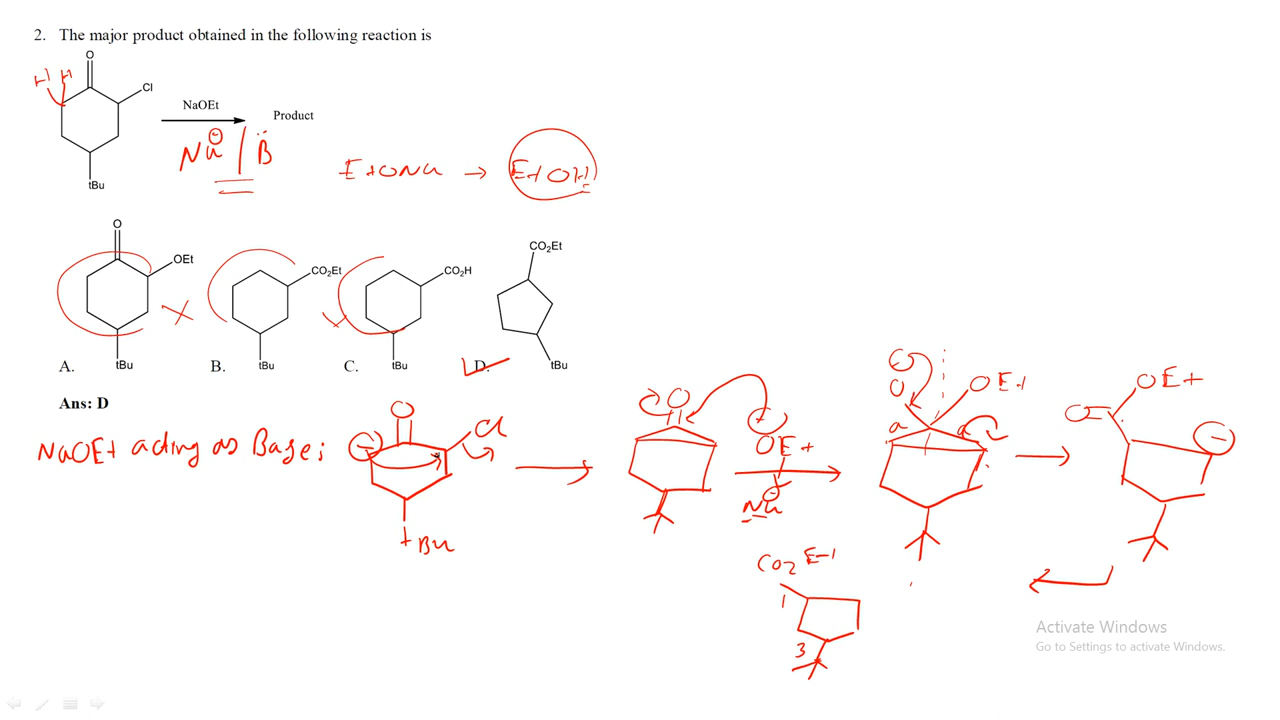 2. The major product obtained in the following reaction is
O
H H
Cl
NaOEt
Product
Nu⊖ / B̈
EtONa → EtOH
tBu
O
OEt
CO₂Et
CO₂H
CO₂Et
tBu
tBu
tBu
tBu
A.
B.
C.
D.
Ans: D
NaOEt acting as Base;
O
Cl
tBu
O
OEt
Nu⊖
O
OEt
a
a
O
OEt
CO₂Et
1
3
Activate Windows
Go to Settings to activate Windows.